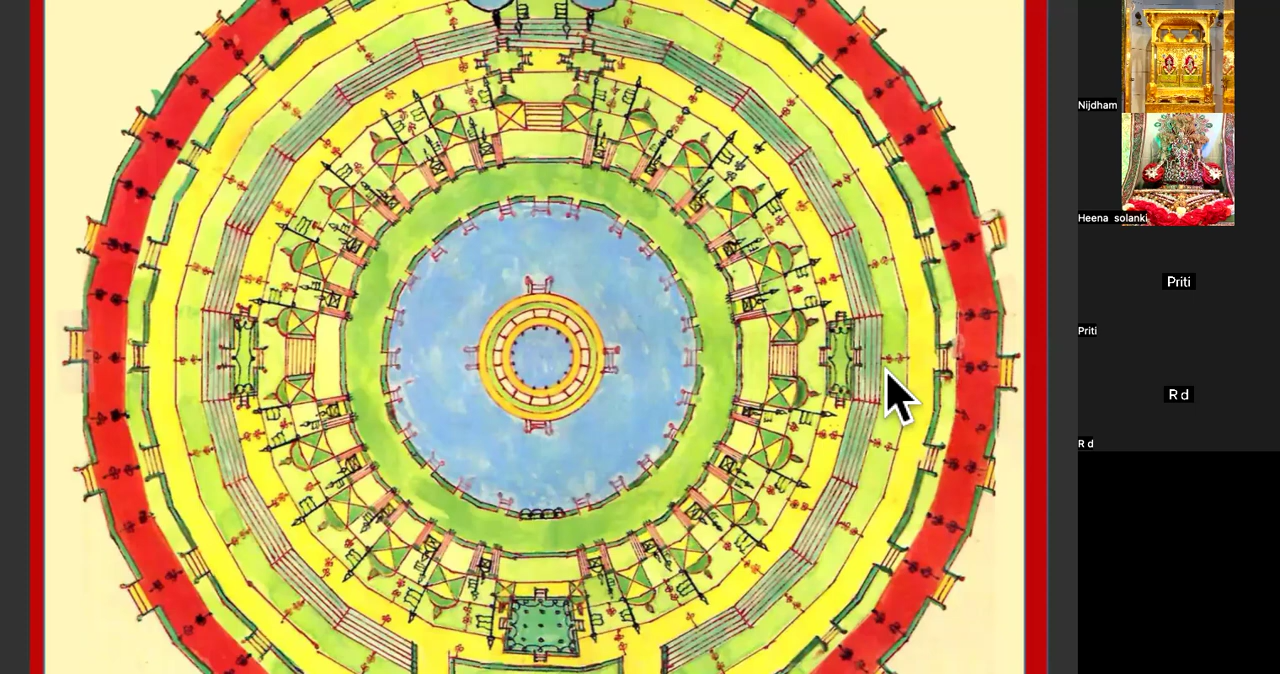 Nijdham
Heena solanki
Priti
Priti
R d
R d